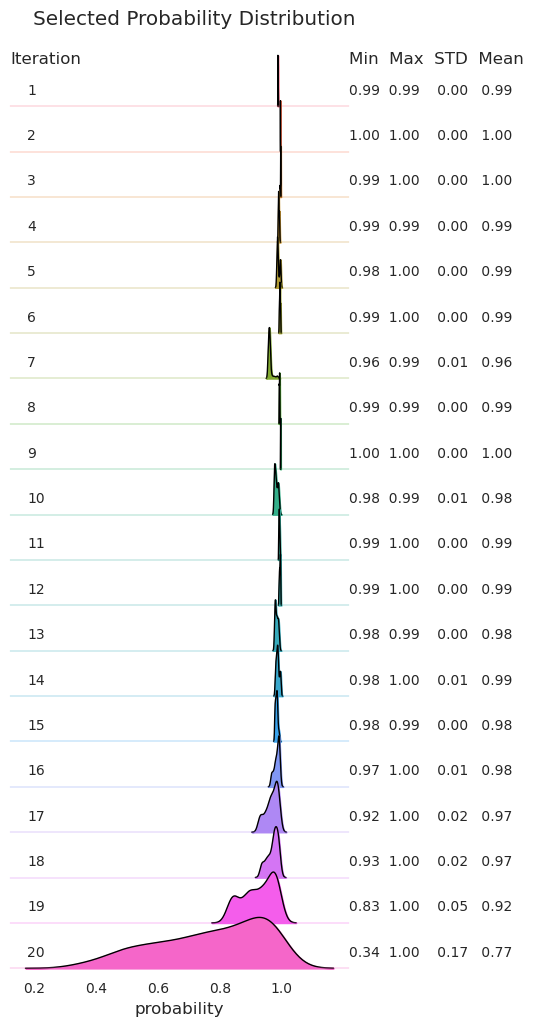 Selected Probability Distribution
Iteration Min Max STD Mean
1 0.99 0.99 0.00 0.99
2 1.00 1.00 0.00 1.00
3 0.99 1.00 0.00 1.00
4 0.99 0.99 0.00 0.99
5 0.98 1.00 0.00 0.99
6 0.99 1.00 0.00 0.99
7 0.96 0.99 0.01 0.96
8 0.99 0.99 0.00 0.99
9 1.00 1.00 0.00 1.00
10 0.98 0.99 0.01 0.98
11 0.99 1.00 0.00 0.99
12 0.99 1.00 0.00 0.99
13 0.98 0.99 0.00 0.98
14 0.98 1.00 0.01 0.99
15 0.98 0.99 0.00 0.98
16 0.97 1.00 0.01 0.98
17 0.92 1.00 0.02 0.97
18 0.93 1.00 0.02 0.97
19 0.83 1.00 0.05 0.92
20 0.34 1.00 0.17 0.77
0.2 0.4 0.6 0.8 1.0
probability